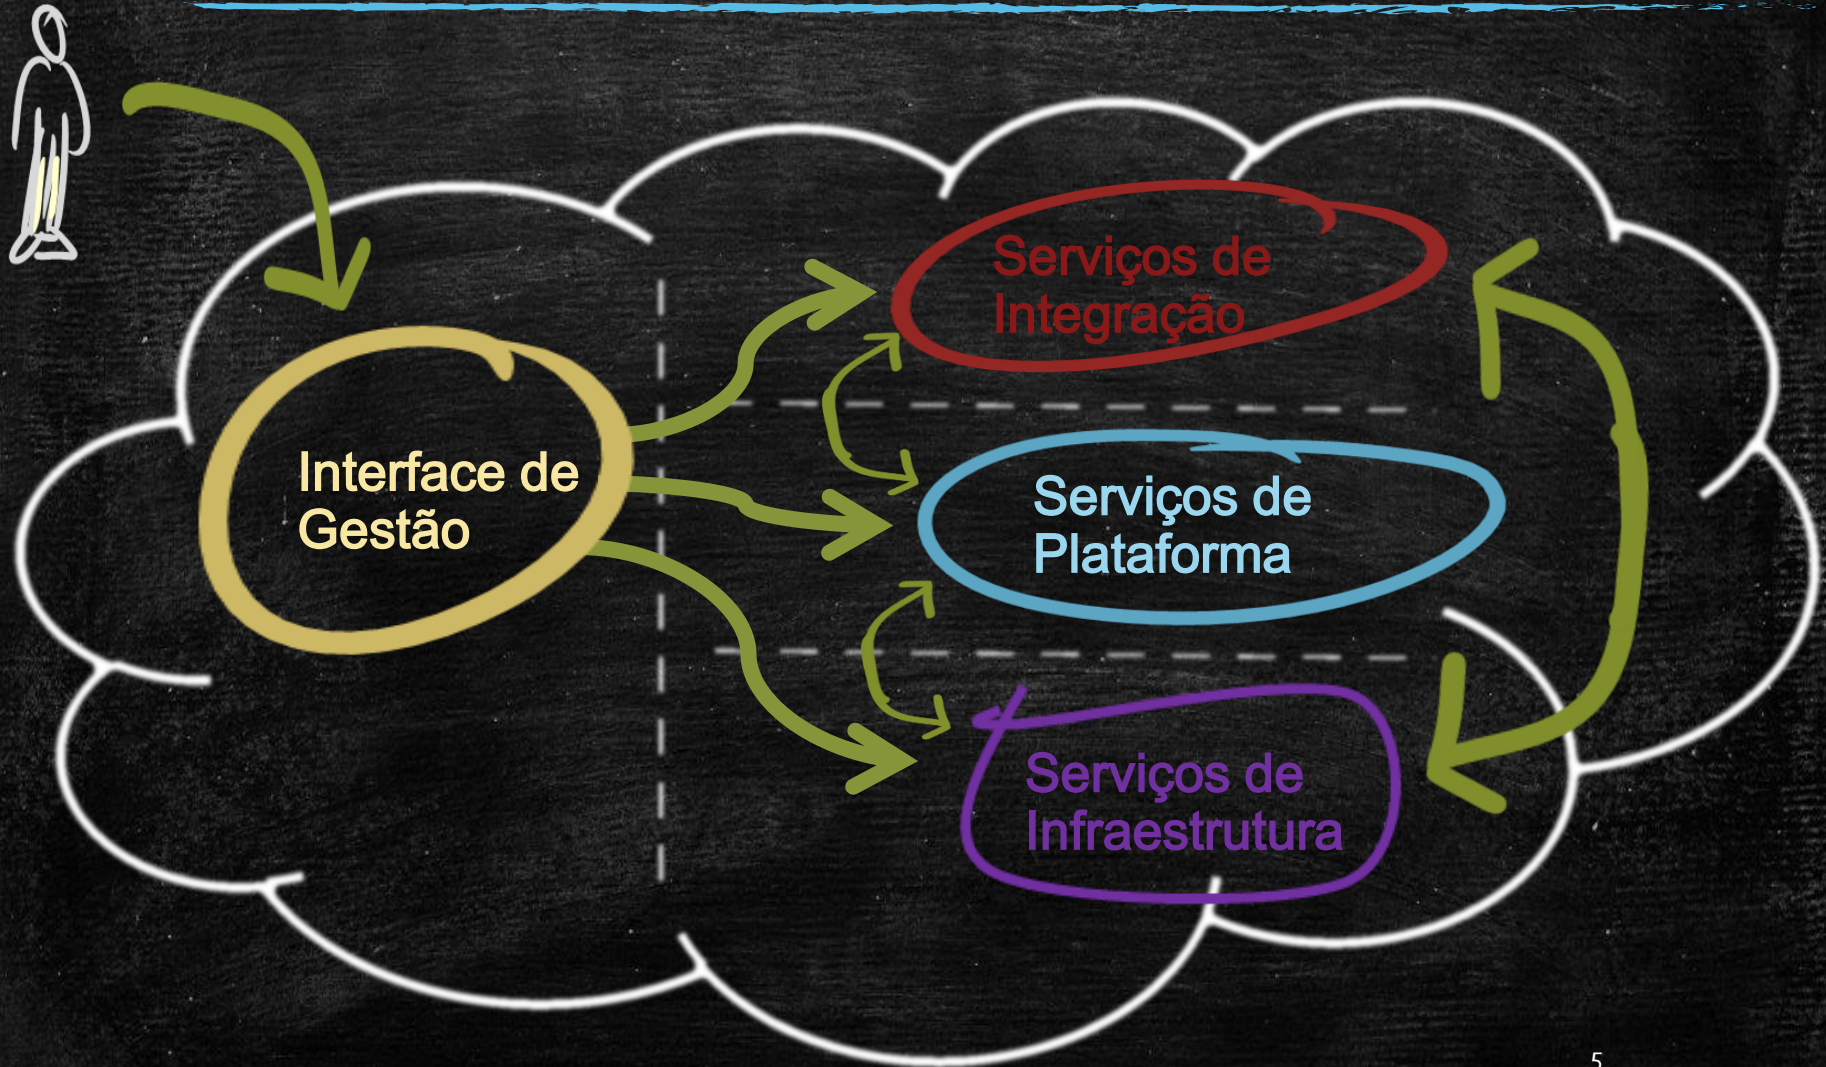 Serviços de
Integração
Interface de
Gestão
Serviços de
Plataforma
Serviços de
Infraestrutura
5